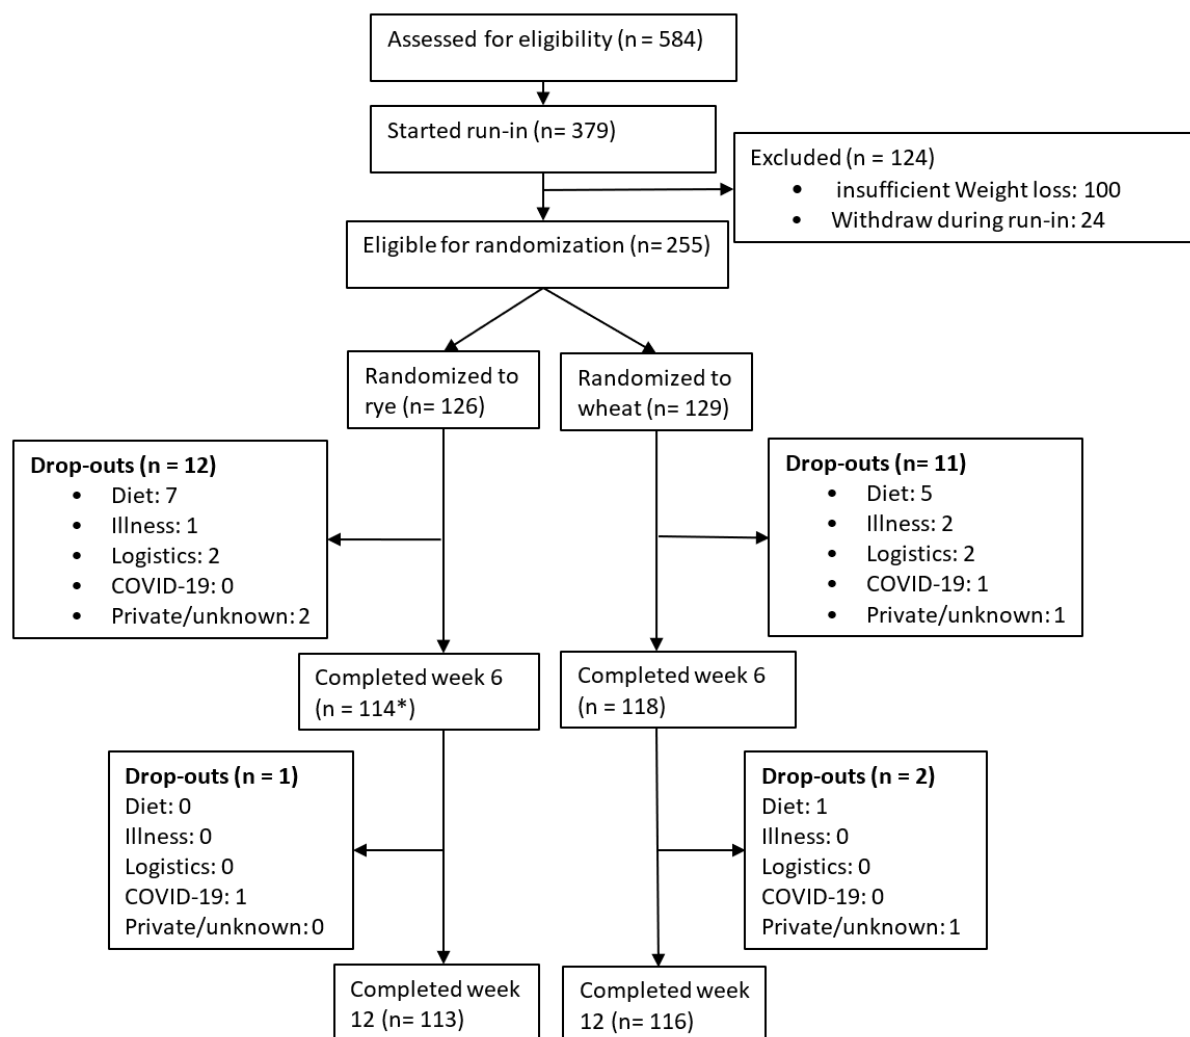 Assessed for eligibility (n = 584)
Started run-in (n= 379)
Excluded (n = 124)
• insufficient Weight loss: 100
• Withdraw during run-in: 24
Eligible for randomization (n= 255)
Randomized to
rye (n= 126)
Randomized to
wheat (n= 129)
Drop-outs (n = 12)
• Diet: 7
• Illness: 1
• Logistics: 2
• COVID-19: 0
• Private/unknown: 2
Drop-outs (n= 11)
• Diet: 5
• Illness: 2
• Logistics: 2
• COVID-19: 1
• Private/unknown: 1
Completed week 6
(n = 114*)
Completed week 6
(n = 118)
Drop-outs (n = 1)
Diet: 0
Illness: 0
Logistics: 0
COVID-19: 1
Private/unknown: 0
Drop-outs (n = 2)
Diet: 1
Illness: 0
Logistics: 0
COVID-19: 0
Private/unknown: 1
Completed week
12 (n= 113)
Completed week
12 (n= 116)